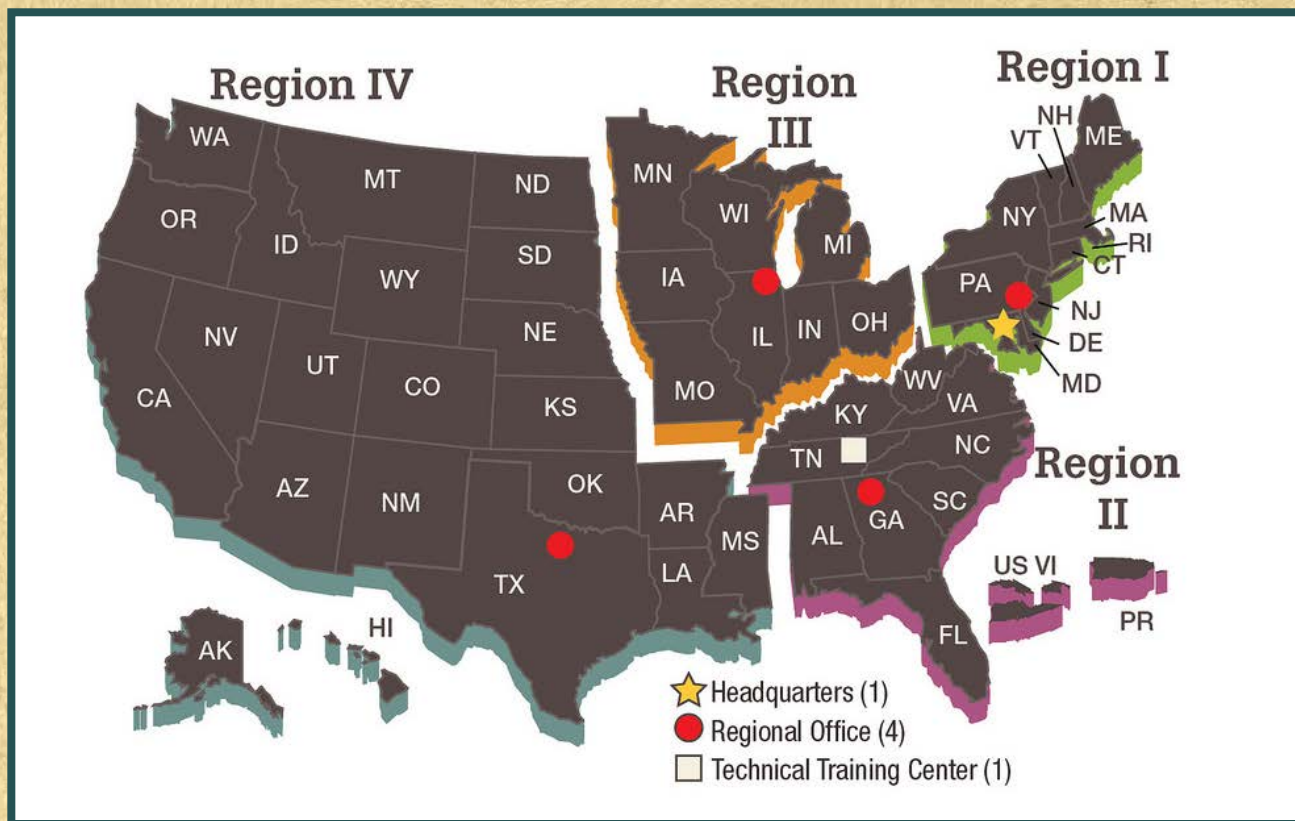 Region IV
Region
III
Region I
WA
MT
ND
MN
OR
ID
SD
WI
MI
WY
IA
NE
NV
UT
CO
IL
IN
OH
CA
KS
MO
AZ
NM
OK
AR
TX
LA
MS
AK
HI
NH
VT
ME
NY
MA
RI
CT
PA
NJ
DE
MD
WV
KY
VA
TN
NC
SC
AL
GA
FL
Region
II
US VI
PR
Headquarters (1)
Regional Office (4)
Technical Training Center (1)